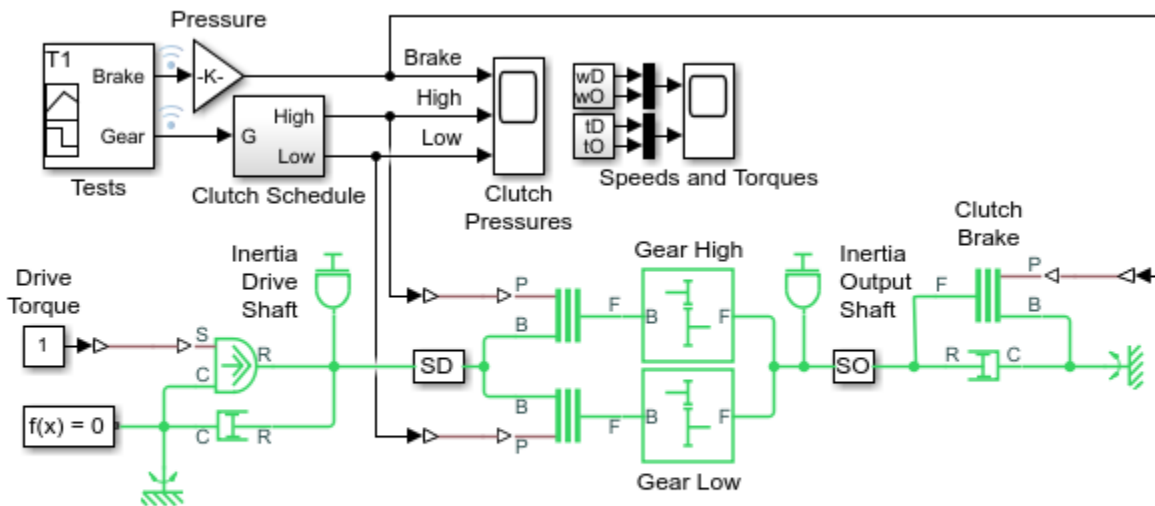 Pressure
T1
Brake
-K-
Brake
wD
wO
High
Gear
G
High
Low
Low
tD
tO
Tests
Clutch Schedule
Clutch
Pressures
Speeds and Torques
Clutch
Brake
Drive
Torque
Inertia
Drive
Shaft
Gear High
Inertia
Output
Shaft
P
P
F
B
F
B
F
B
1
S
R
C
SD
SO
R
C
B
F
B
F
P
f(x) = 0
C
R
Gear Low